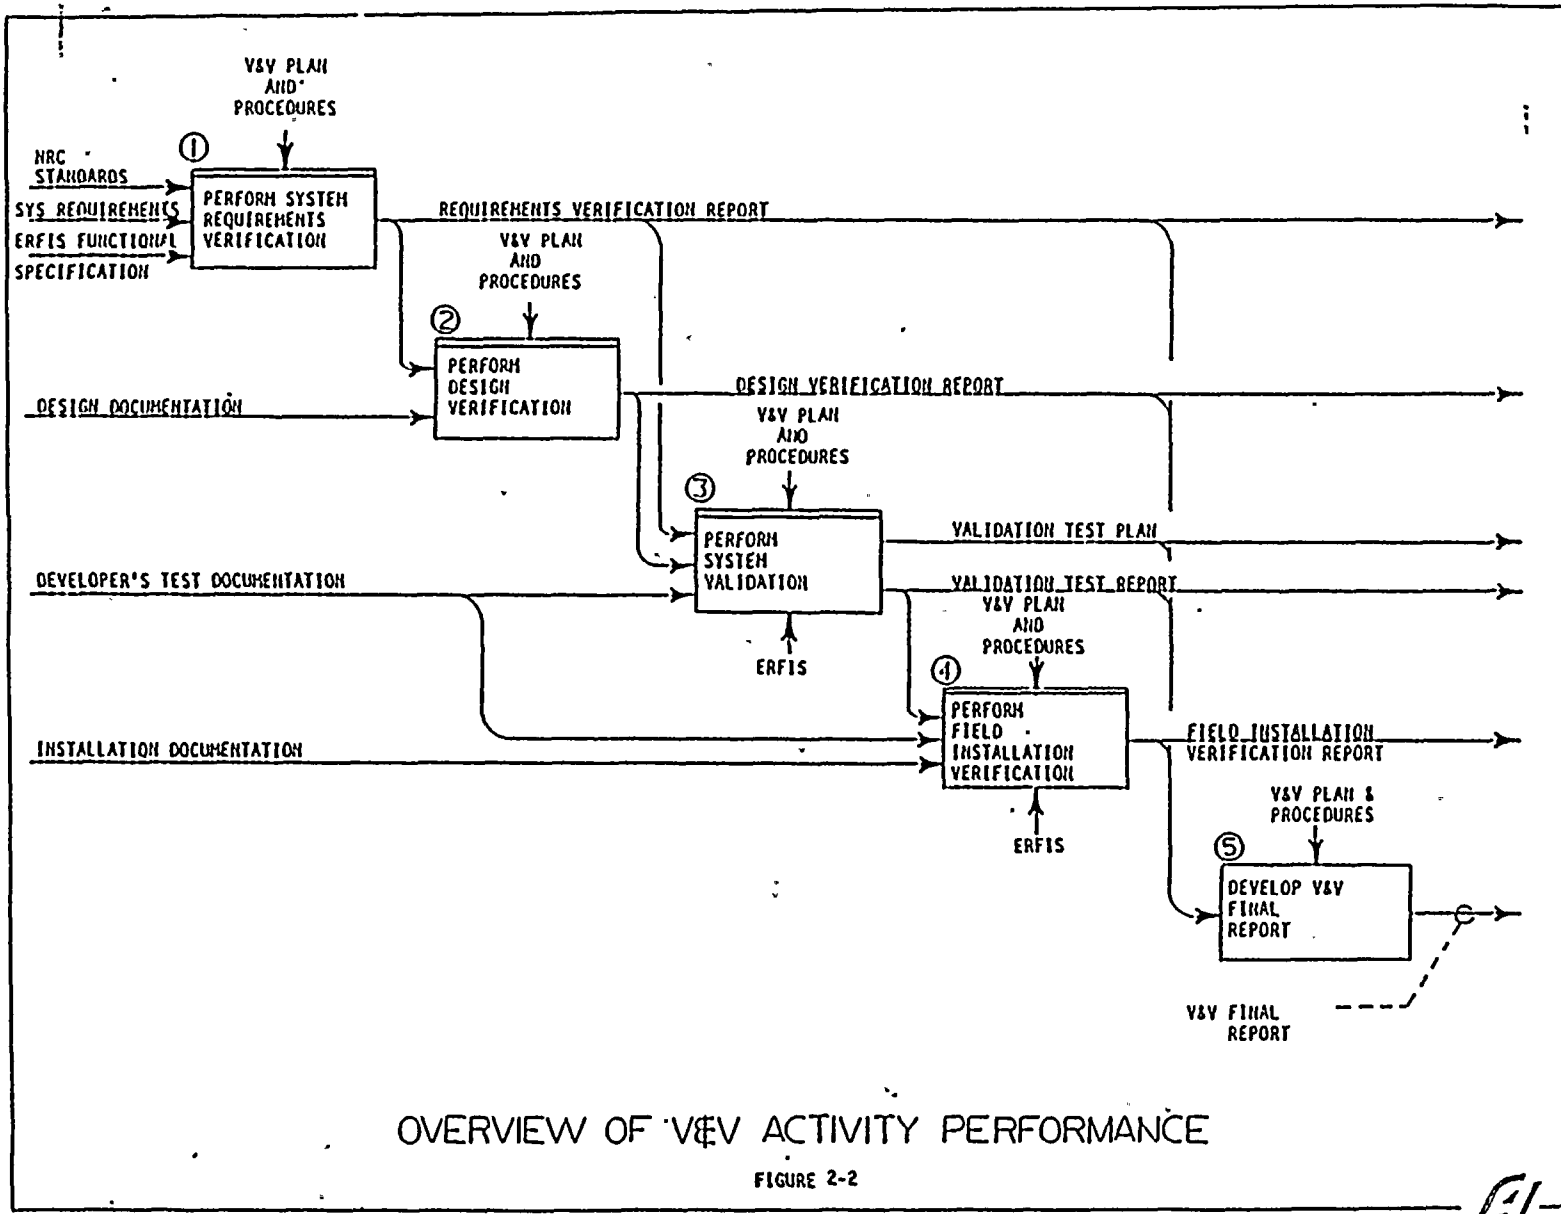 V&V PLAN
AND
PROCEDURES
1
NRC
STANDARDS
SYS REQUIREMENTS
ERFIS FUNCTIONAL
SPECIFICATION
PERFORM SYSTEM
REQUIREMENTS
VERIFICATION
REQUIREMENTS VERIFICATION REPORT
V&V PLAN
AND
PROCEDURES
2
PERFORM
DESIGN
VERIFICATION
DESIGN DOCUMENTATION
DESIGN VERIFICATION REPORT
V&V PLAN
AND
PROCEDURES
3
PERFORM
SYSTEM
VALIDATION
VALIDATION TEST PLAN
DEVELOPER'S TEST DOCUMENTATION
VALIDATION TEST REPORT
V&V PLAN
AND
PROCEDURES
ERFIS
4
PERFORM
FIELD
INSTALLATION
VERIFICATION
INSTALLATION DOCUMENTATION
FIELD INSTALLATION
VERIFICATION REPORT
ERFIS
V&V PLAN &
PROCEDURES
5
DEVELOP V&V
FINAL
REPORT
V&V FINAL
REPORT
OVERVIEW OF V&V ACTIVITY PERFORMANCE
FIGURE 2-2